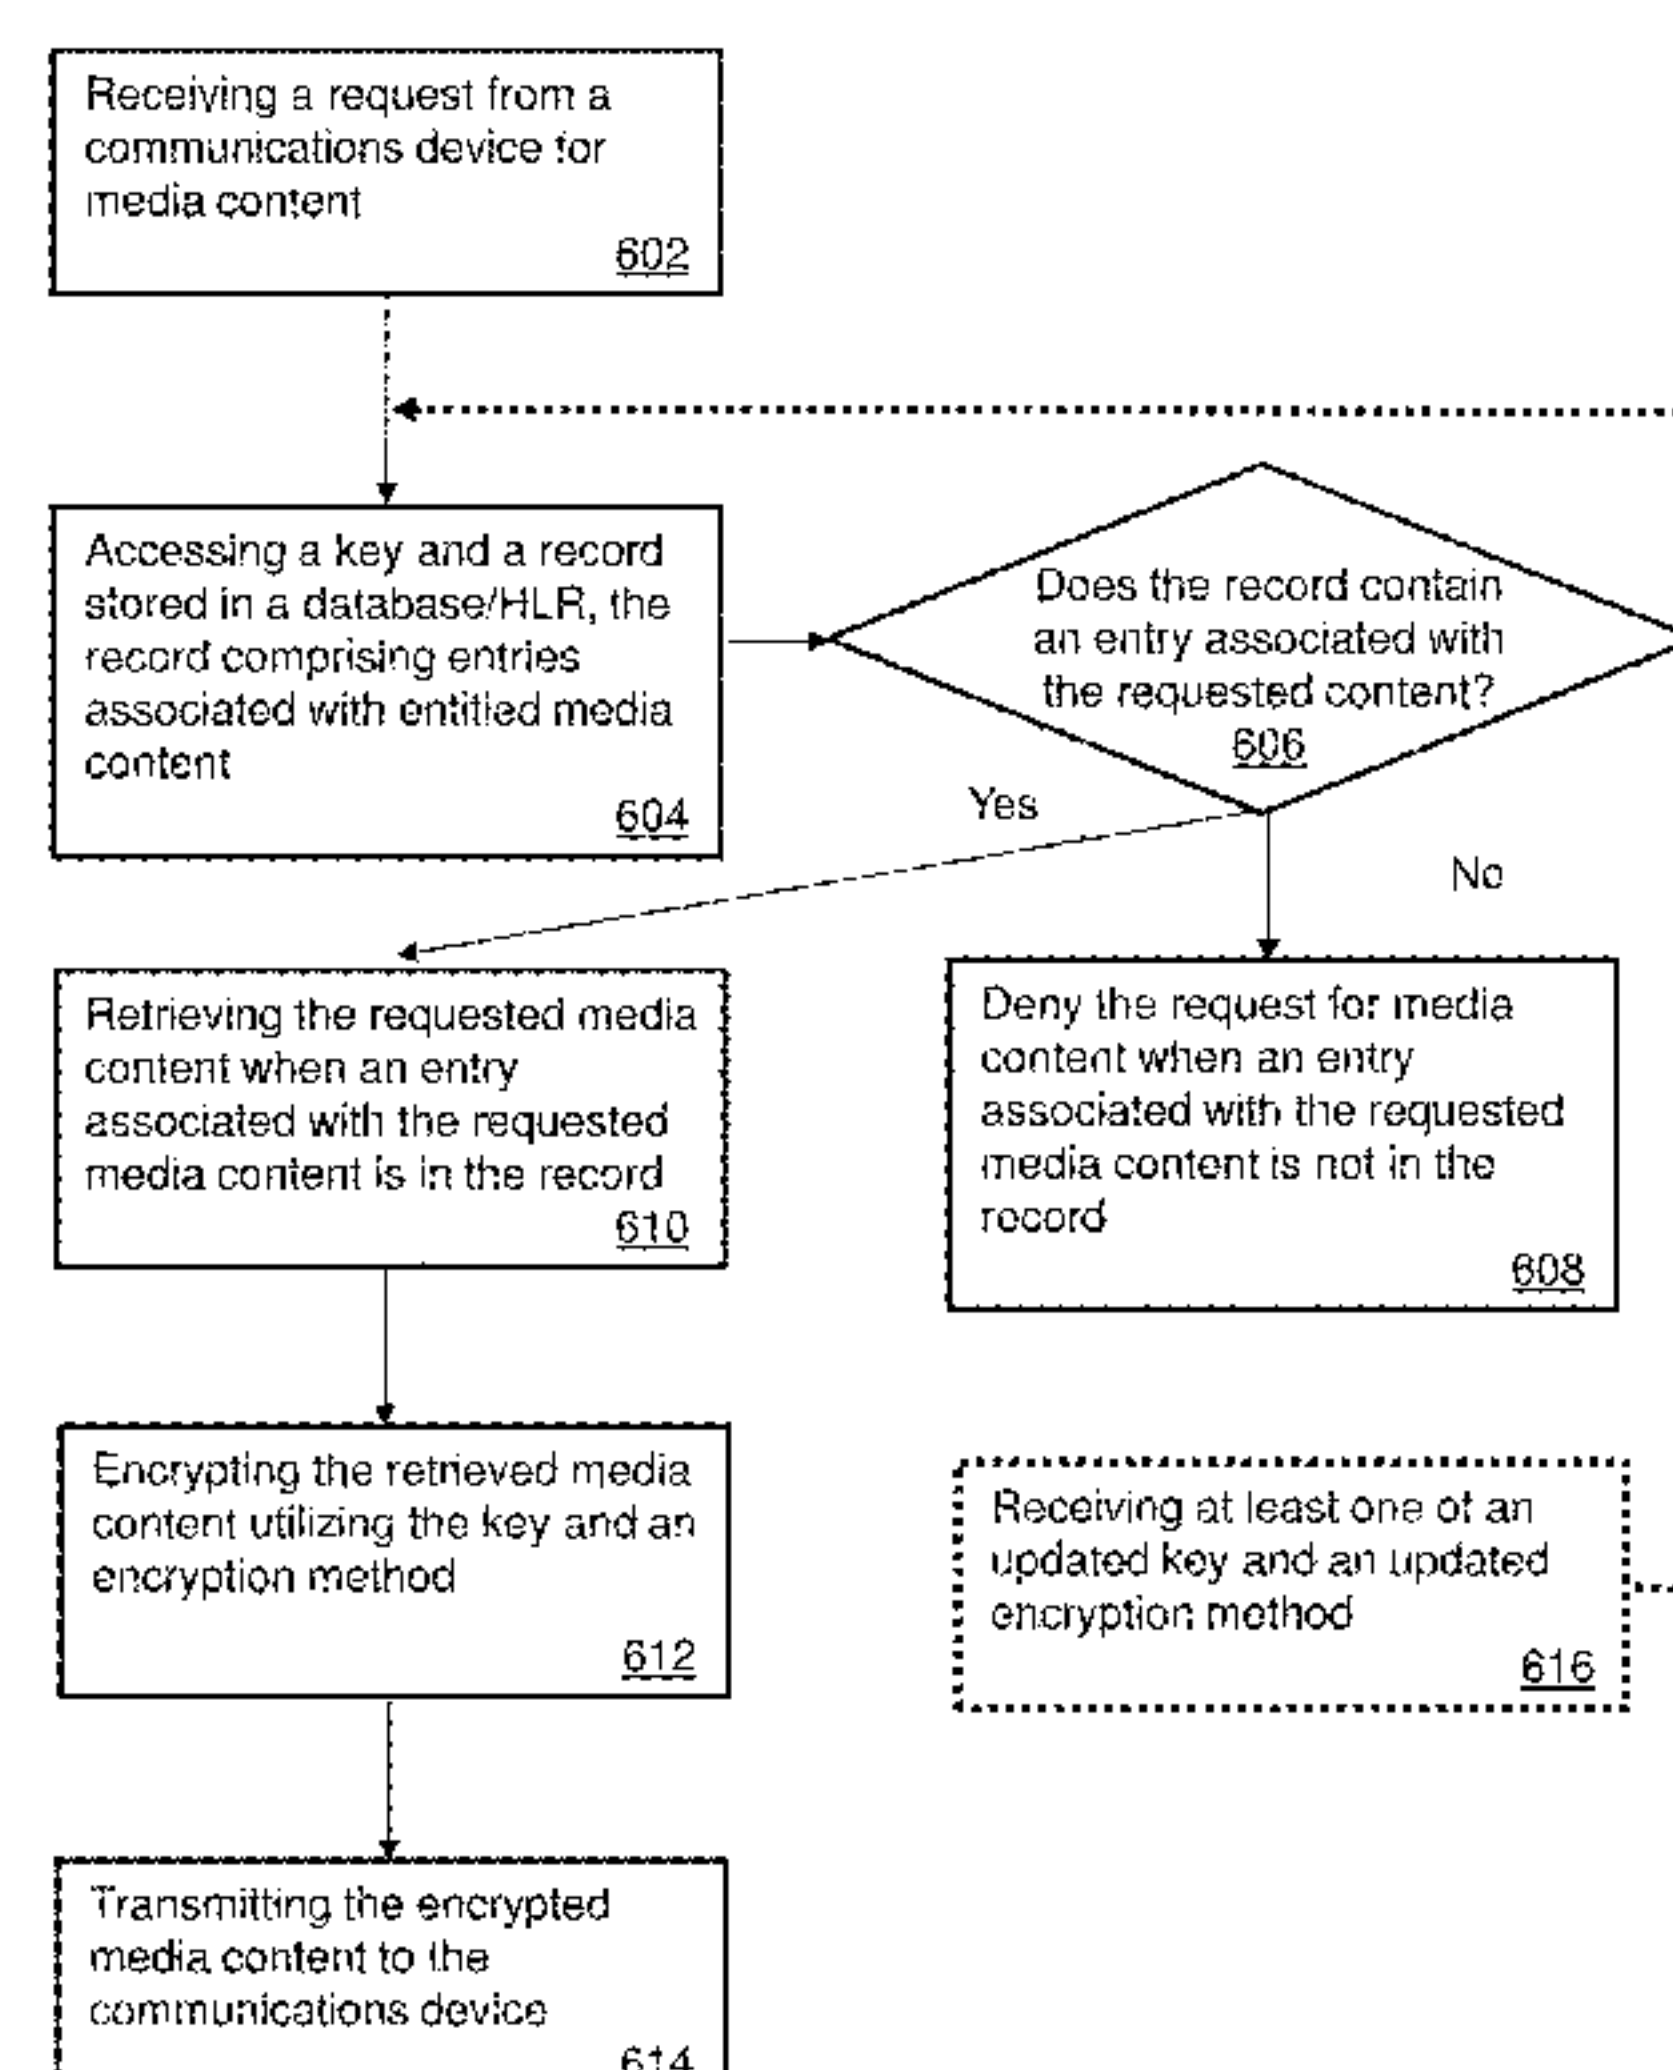 Receiving a request from a
communications device for
media content
602
Accessing a key and a record
stored in a database/HLR, the
record comprising entries
associated with entitled media
content
604
Does the record contain
an entry associated with
the requested content?
606
Yes
No
Retrieving the requested media
content when an entry
associated with the requested
media content is in the record
610
Deny the request for media
content when an entry
associated with the requested
media content is not in the
record
608
Encrypting the retrieved media
content utilizing the key and an
encryption method
612
Receiving at least one of an
updated key and an updated
encryption method
616
Transmitting the encrypted
media content to the
communications device
614